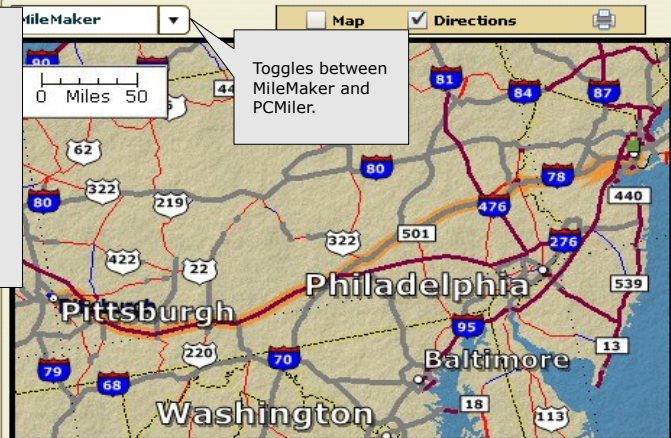 MileMaker
Map
Directions
Toggles between
MileMaker and
PCMiler.
0 Miles 50
90
44
81
84
87
62
80
322
219
80
78
476
440
322
501
276
422
22
Philadelphia
539
Pittsburgh
95
220
70
Baltimore
13
79
68
18
Washington
113